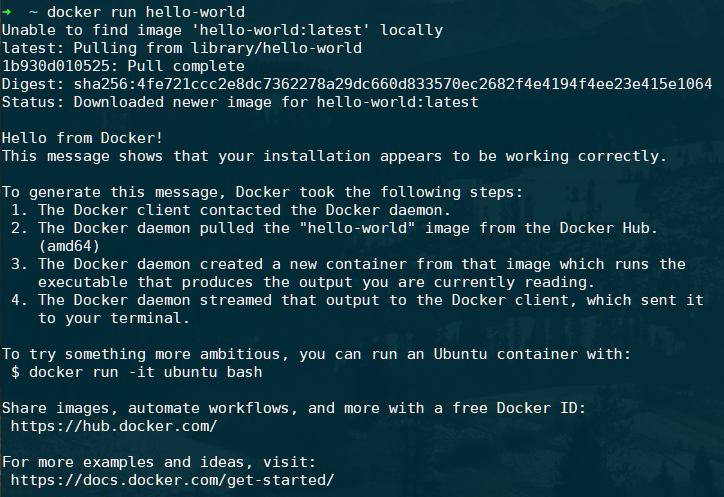 ➜  ~ docker run hello-world
Unable to find image 'hello-world:latest' locally
latest: Pulling from library/hello-world
1b930d010525: Pull complete
Digest: sha256:4fe721ccc2e8dc7362278a29dc660d833570ec2682f4e4194f4ee23e415e1064
Status: Downloaded newer image for hello-world:latest

Hello from Docker!
This message shows that your installation appears to be working correctly.

To generate this message, Docker took the following steps:
 1. The Docker client contacted the Docker daemon.
 2. The Docker daemon pulled the "hello-world" image from the Docker Hub.
    (amd64)
 3. The Docker daemon created a new container from that image which runs the
    executable that produces the output you are currently reading.
 4. The Docker daemon streamed that output to the Docker client, which sent it
    to your terminal.

To try something more ambitious, you can run an Ubuntu container with:
 $ docker run -it ubuntu bash

Share images, automate workflows, and more with a free Docker ID:
 https://hub.docker.com/

For more examples and ideas, visit:
 https://docs.docker.com/get-started/